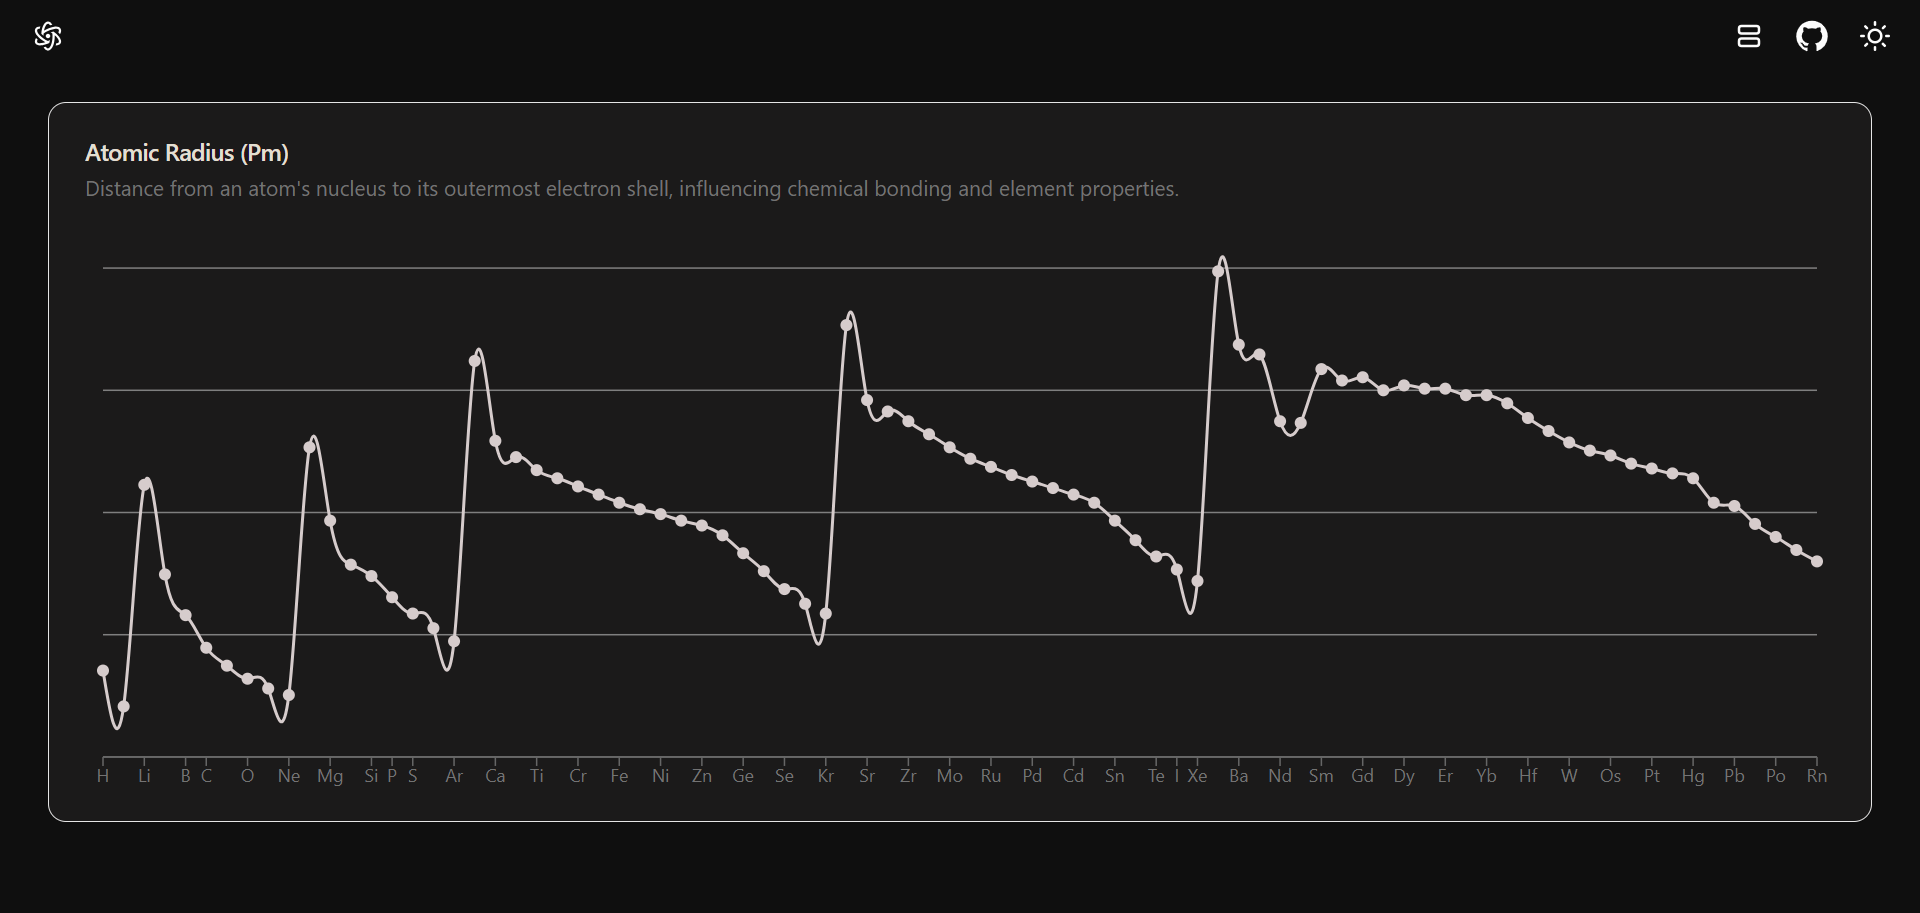 Atomic Radius (Pm)
Distance from an atom's nucleus to its outermost electron shell, influencing chemical bonding and element properties.
H Li B C O Ne Mg Si P S Ar Ca Ti Cr Fe Ni Zn Ge Se Kr Sr Zr Mo Ru Pd Cd Sn Te I Xe Ba Nd Sm Gd Dy Er Yb Hf W Os Pt Hg Pb Po Rn